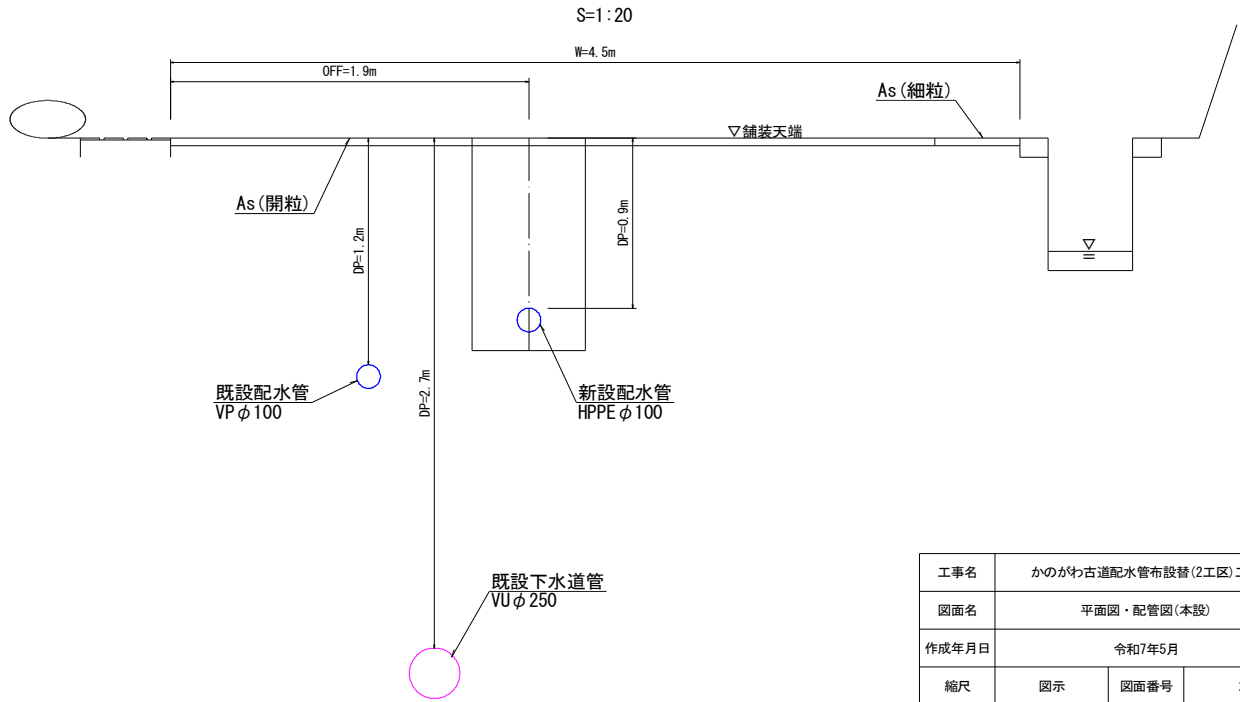 S=1:20
W=4.5m
OFF=1.9m
As(細粒)
▽舗装天端
As(開粒)
DP=1.2m
DP=0.9m
DP=2.7m
既設配水管
VPφ100
新設配水管
HPPEφ100
既設下水道管
VUφ250
工事名 かのがわ古道配水管布設替(2工区)
図面名 平面図・配管図(本設)
作成年月日 令和7年5月
縮尺 図示 図面番号